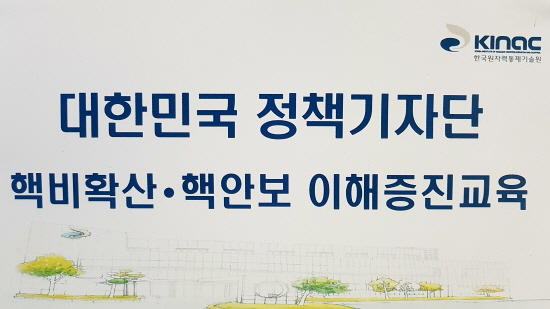 KINAC
한국원자력통제기술원
대한민국 정책기자단
핵비확산·핵안보 이해증진교육